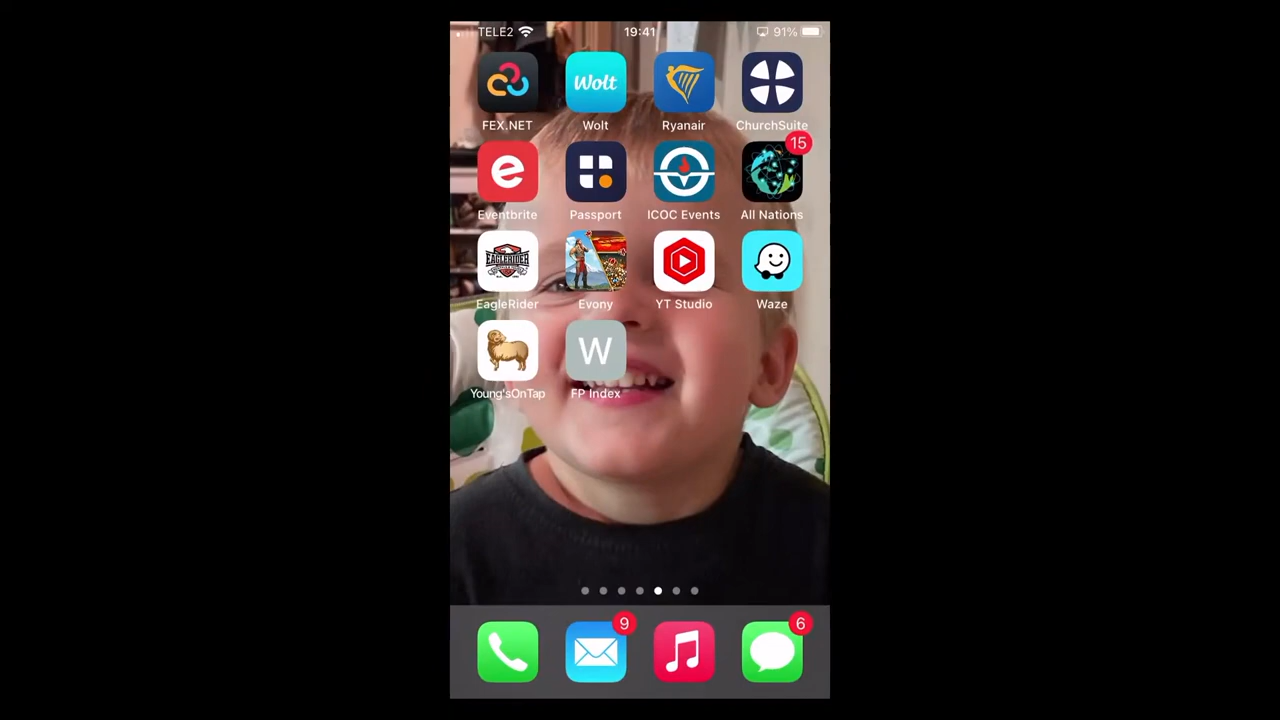 TELE2 19:41 91%
Wolt
FEX.NET Wolt Ryanair ChurchSuite
15
e
Eventbrite Passport ICOC Events All Nations
EAGLERIDER
EagleRider Evony YT Studio Waze
W
Young'sOnTap FP Index
9 6